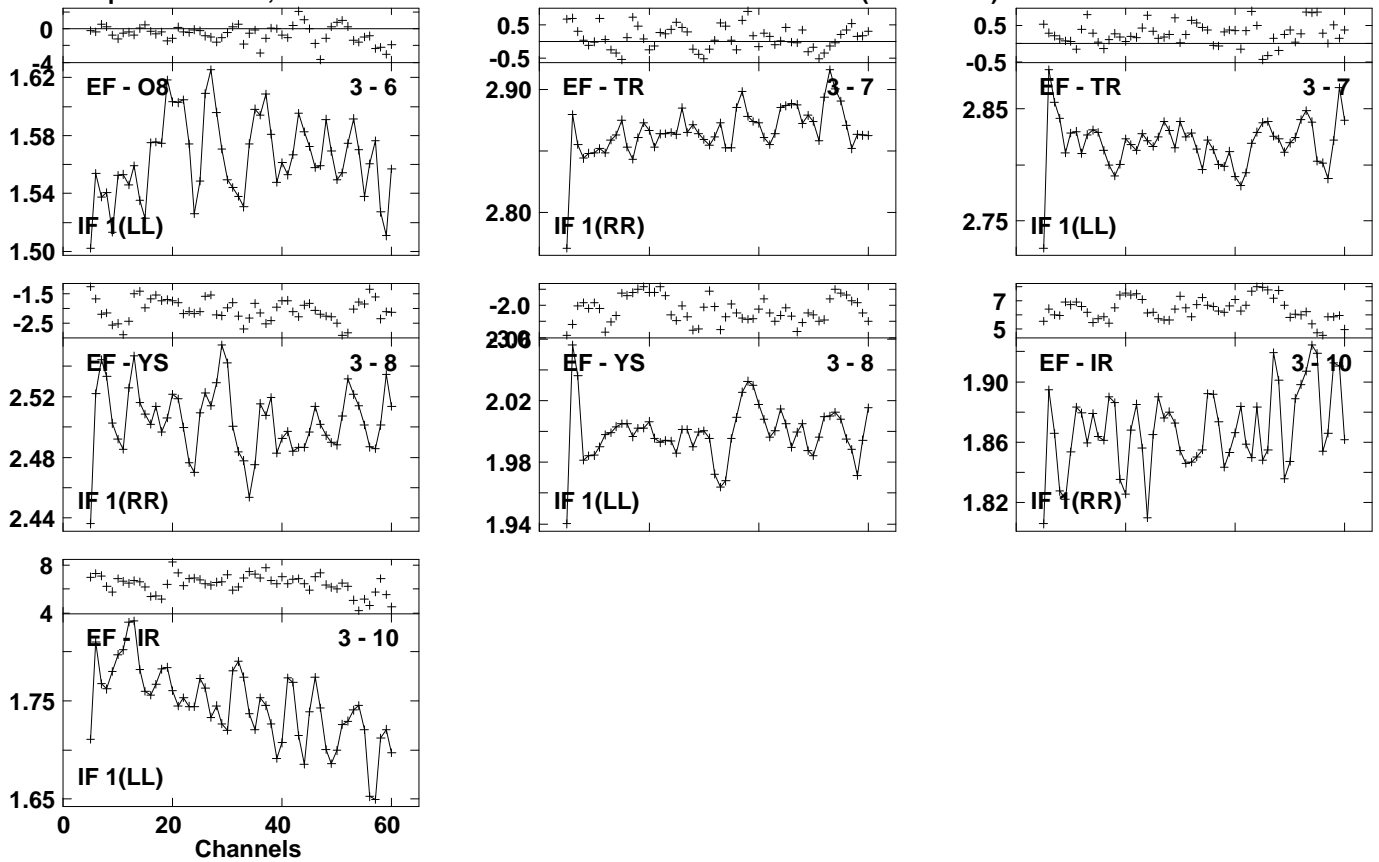 0
-4
1.62
1.58
1.54
1.50
EF - O8
3 - 6
IF 1(LL)
0.5
-0.5
2.90
2.80
EF - TR
3 - 7
IF 1(RR)
0.5
-0.5
2.85
2.75
EF - TR
3 - 7
IF 1(LL)
-1.5
-2.5
2.52
2.48
2.44
EF - YS
3 - 8
IF 1(RR)
-2.0
2.02
1.98
1.94
EF - YS
3 - 8
IF 1(LL)
7
5
1.90
1.86
1.82
EF - IR
3 - 10
IF 1(RR)
8
4
1.75
1.65
EF - IR
3 - 10
IF 1(LL)
0 20 40 60
Channels